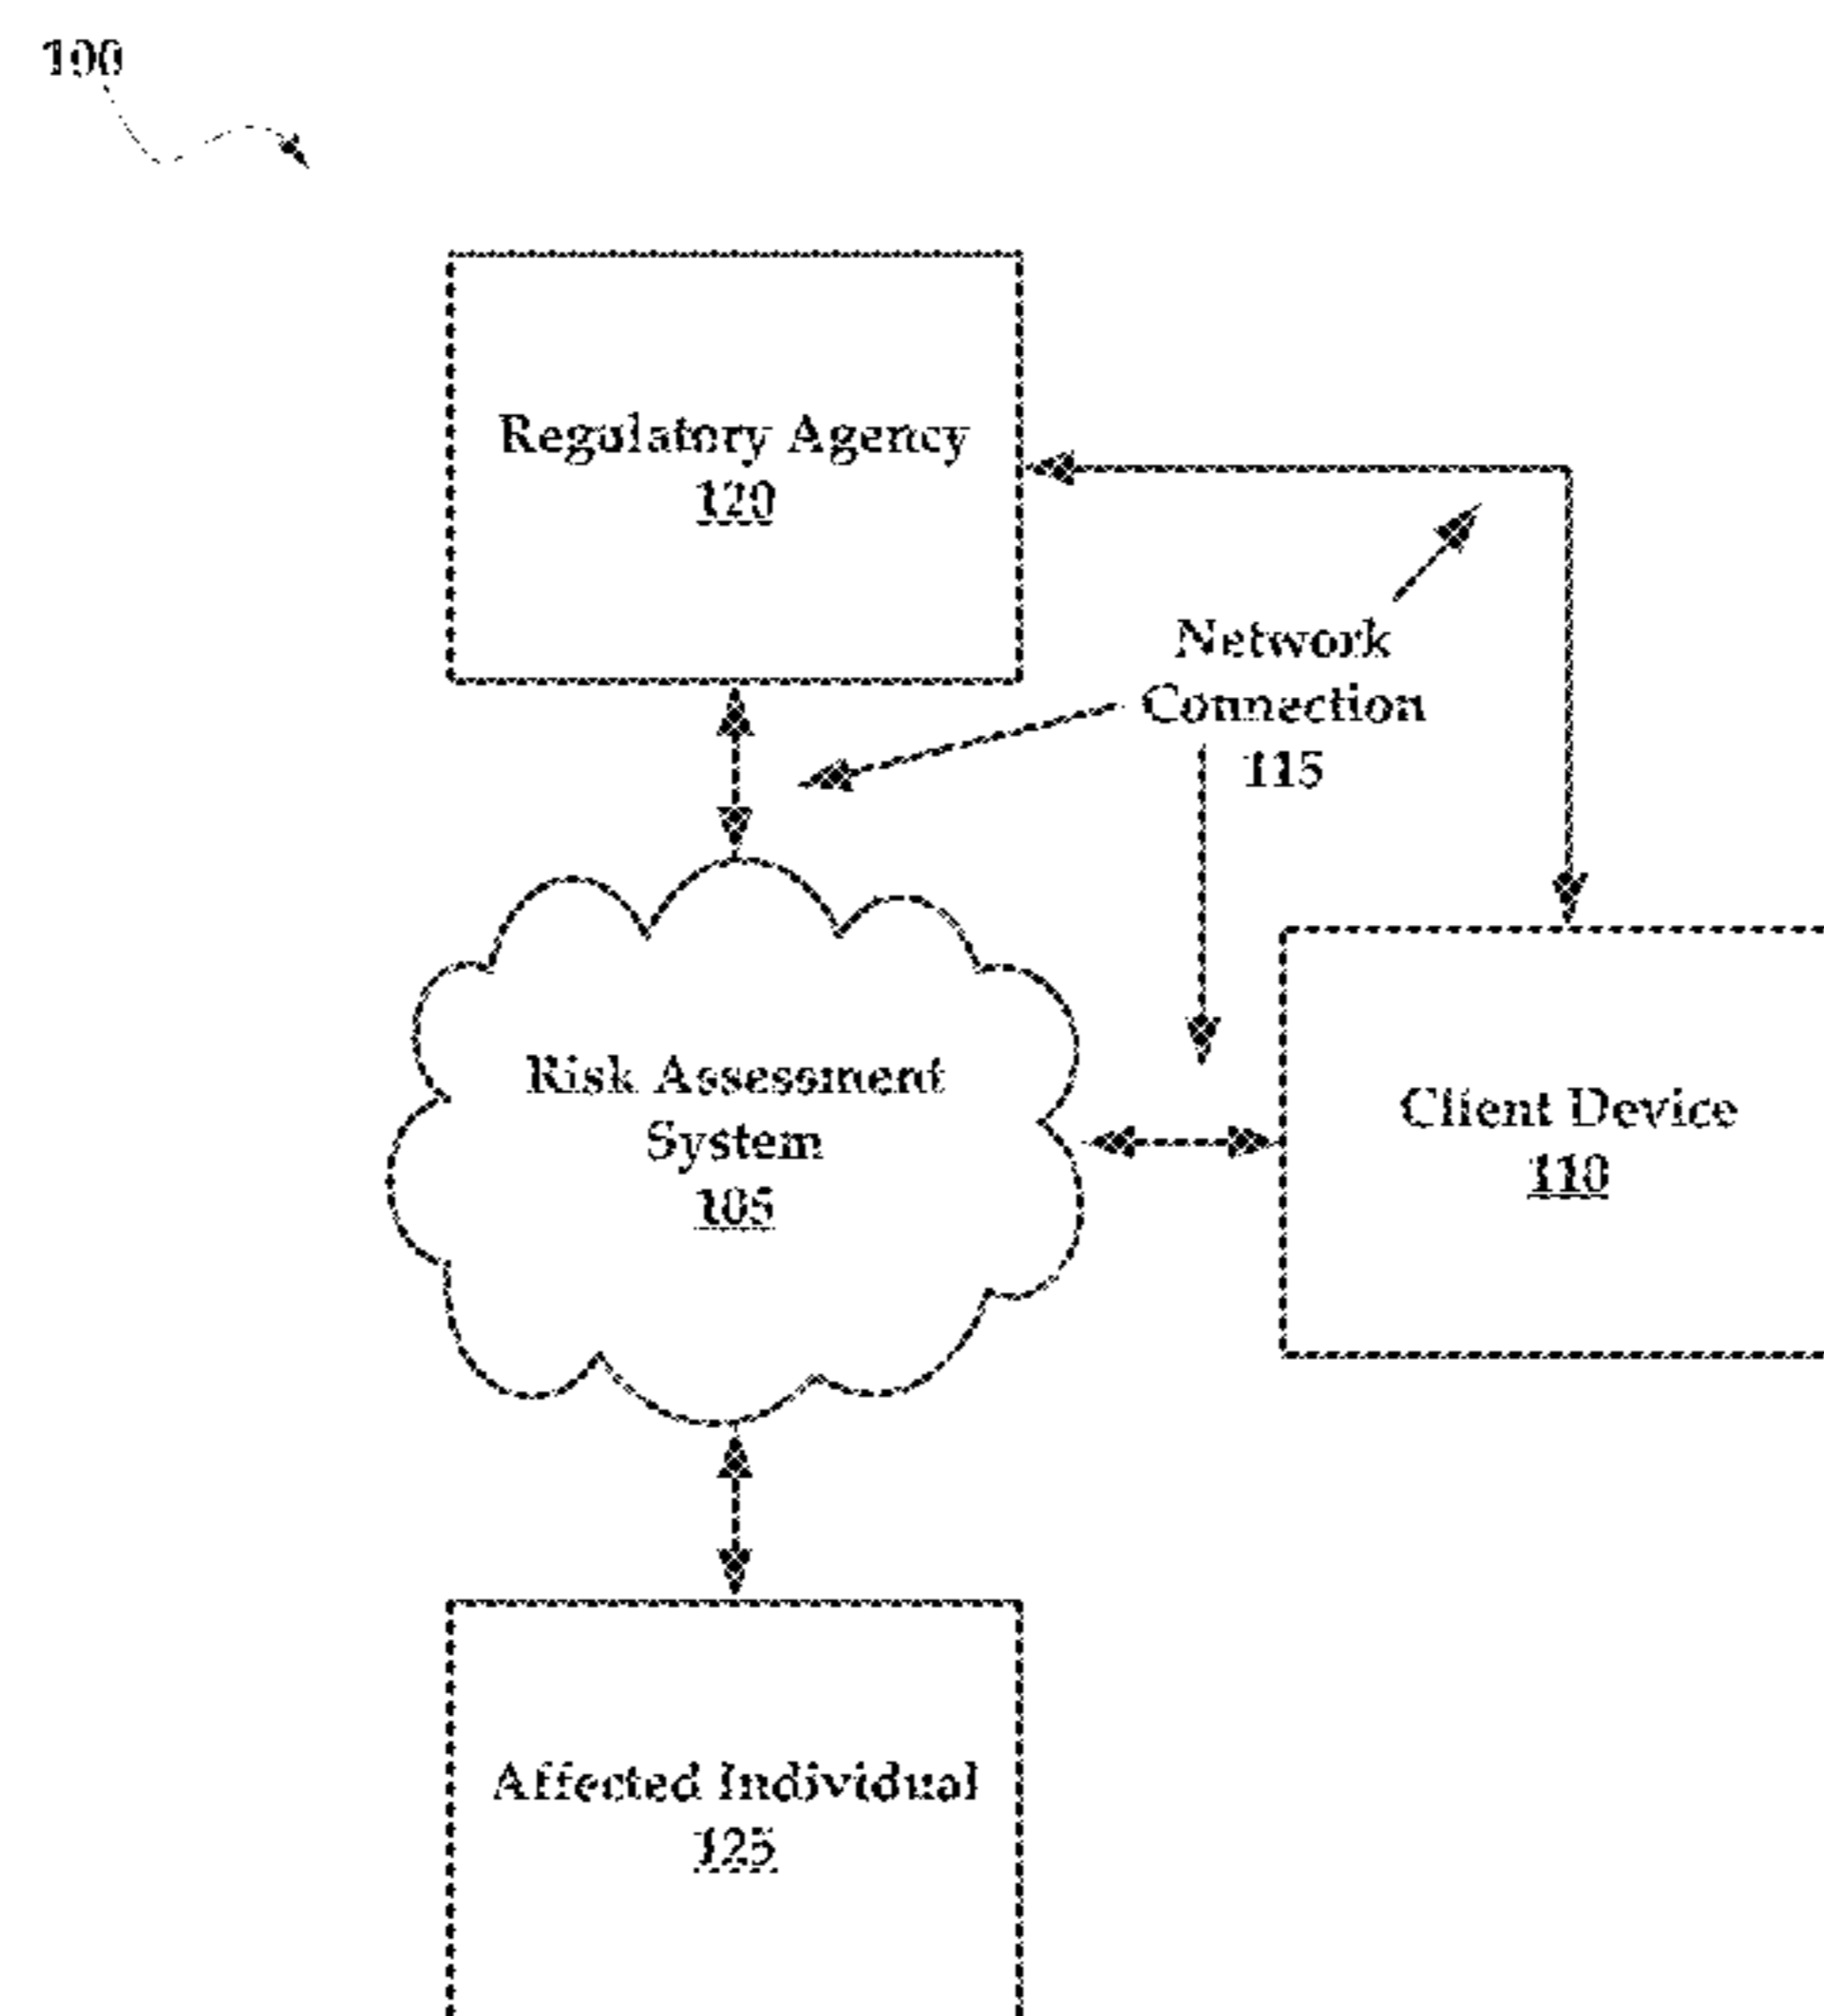 100
Regulatory Agency
120
Network
Connection
115
Risk Assessment
System
105
Client Device
110
Affected Individual
125